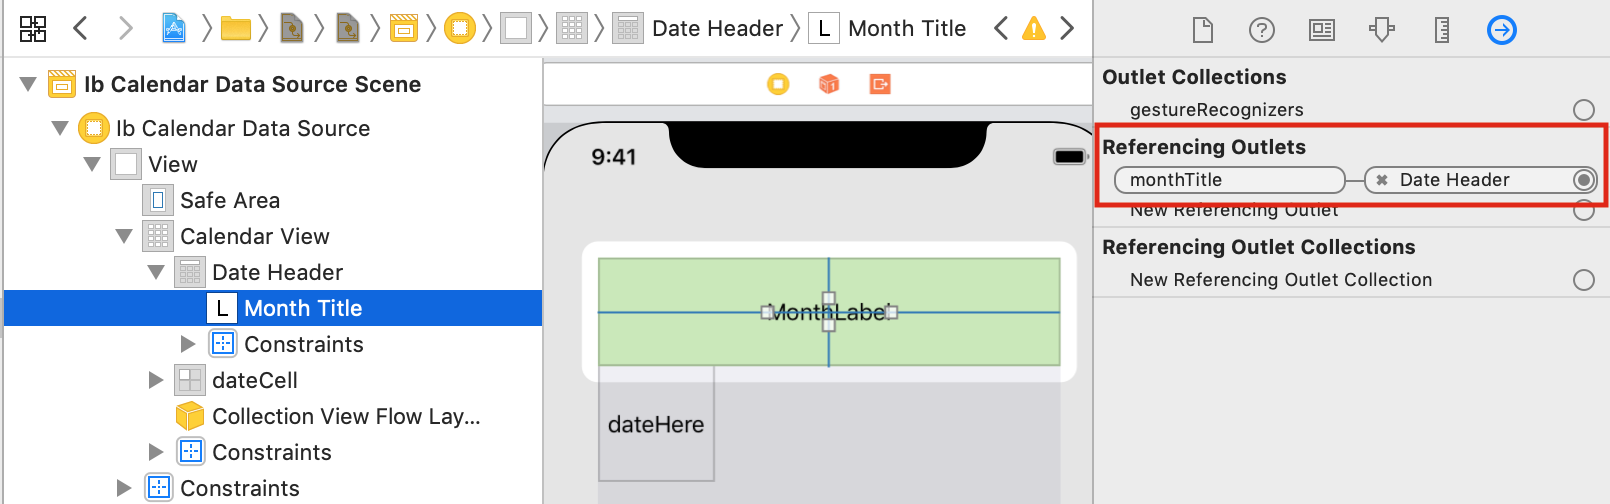 Date Header
L
Month Title
Ib Calendar Data Source Scene
Ib Calendar Data Source
View
Safe Area
Calendar View
Date Header
L
Month Title
Constraints
dateCell
Collection View Flow Lay...
Constraints
Constraints
9:41
MonthLabel
dateHere
Outlet Collections
gestureRecognizers
Referencing Outlets
monthTitle
Date Header
New Referencing Outlet
Referencing Outlet Collections
New Referencing Outlet Collection